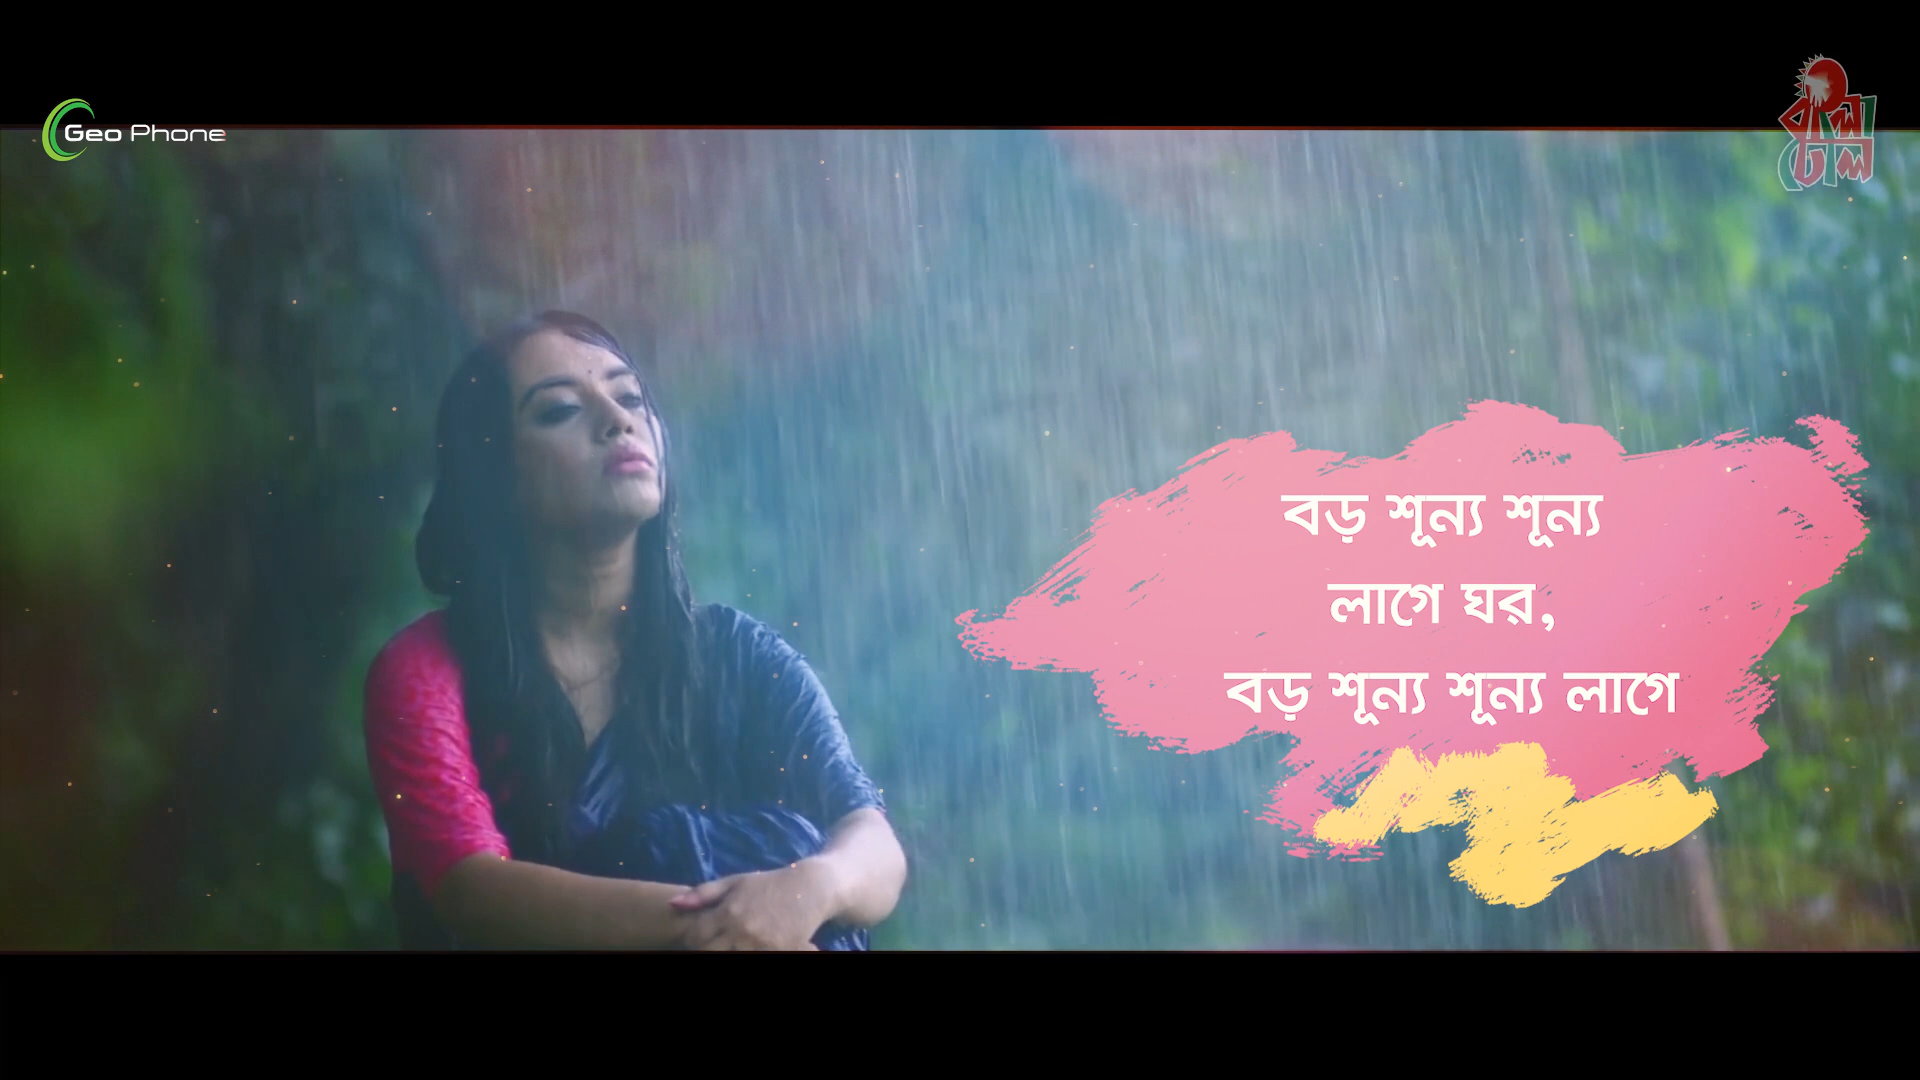 Geo Phone
বাংলা
ঢোল
বড় শূন্য শূন্য
লাগে ঘর,
বড় শূন্য শূন্য লাগে